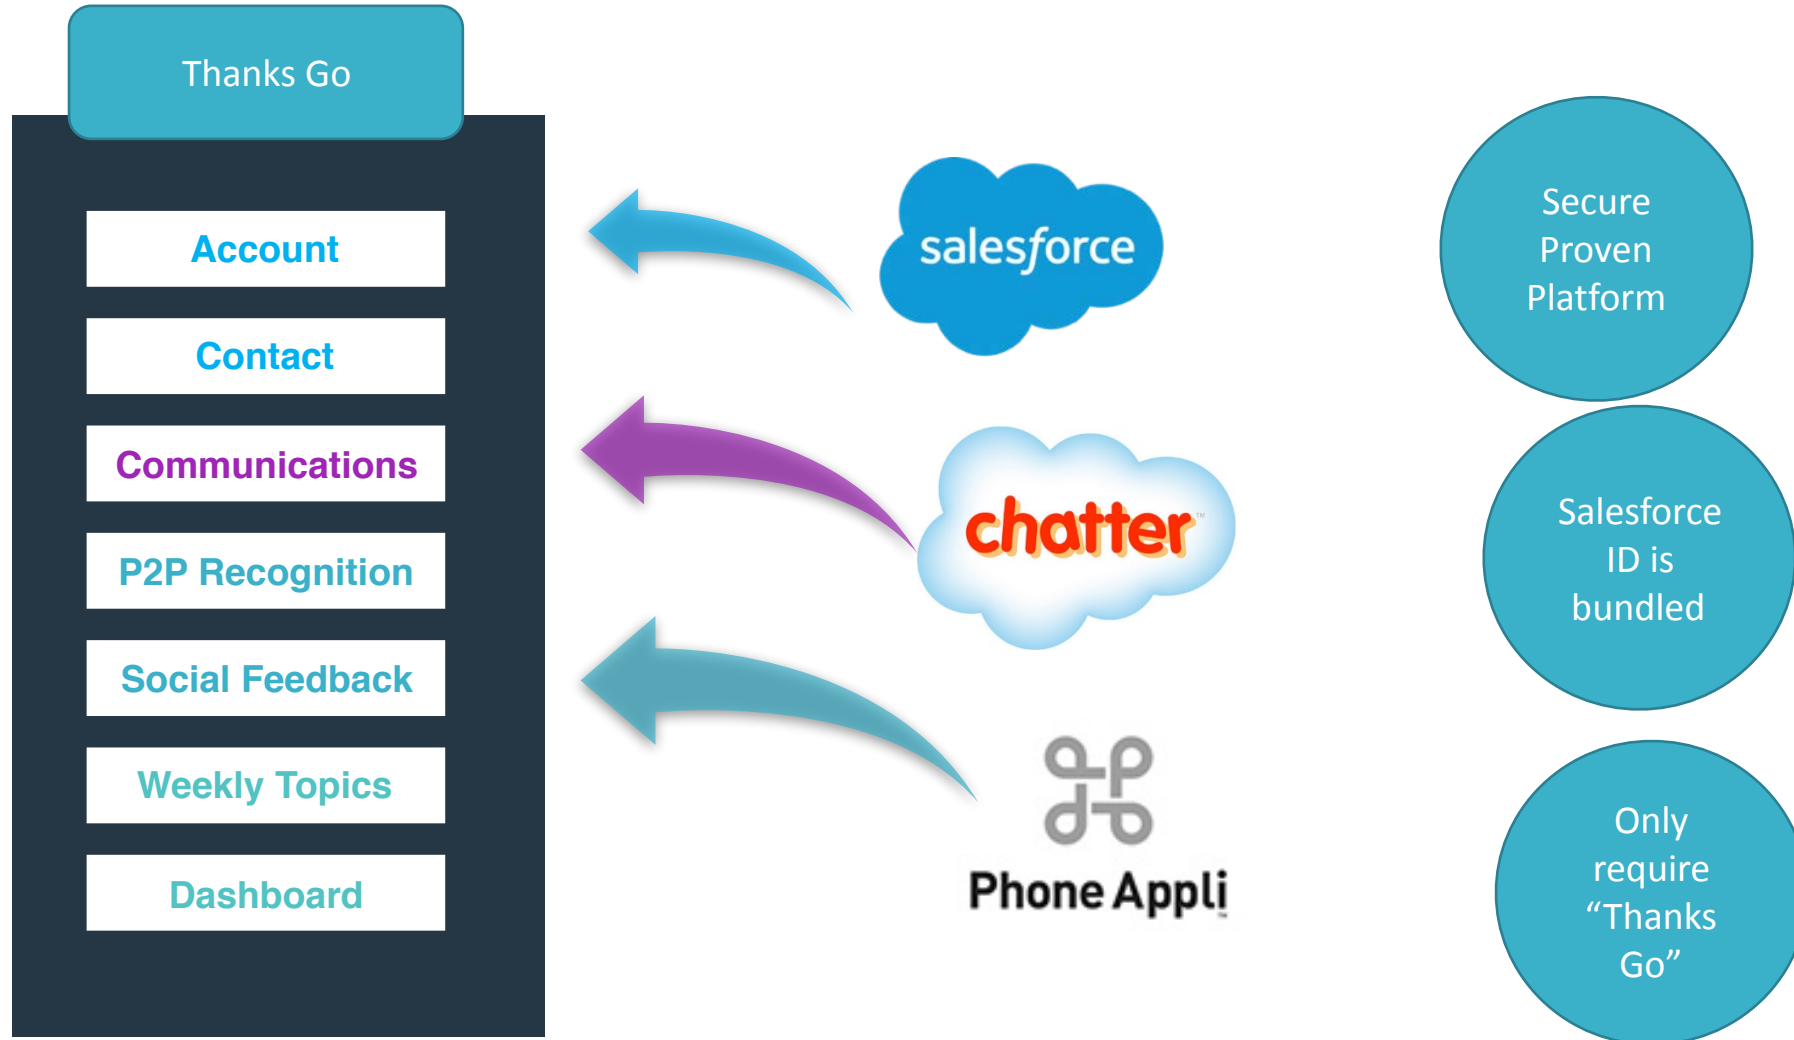 Thanks Go
Account
Contact
Communications
P2P Recognition
Social Feedback
Weekly Topics
Dashboard
salesforce
chatter™
Phone Appli
Secure
Proven
Platform
Salesforce
ID is
bundled
Only
require
“Thanks
Go”